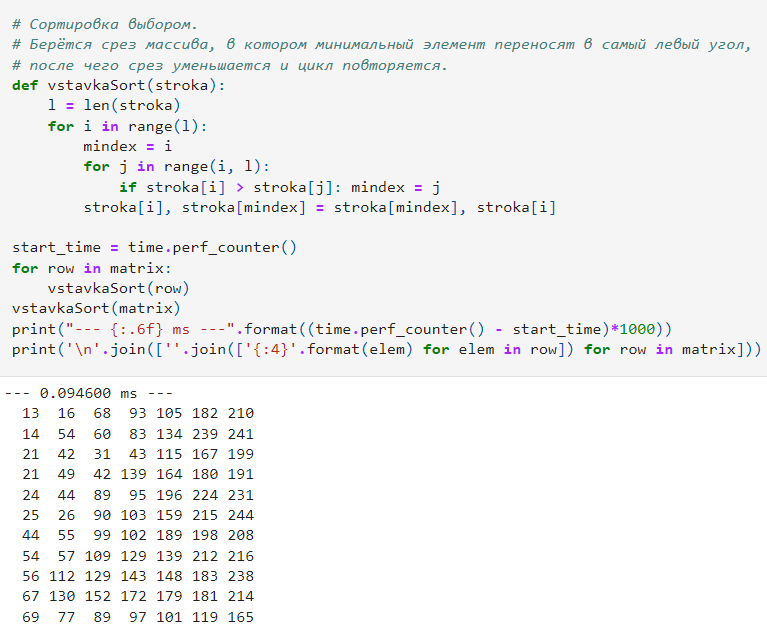 # Сортировка выбором.
# Берётся срез массива, в котором минимальный элемент переносят в самый левый угол,
# после чего срез уменьшается и цикл повторяется.
def vstavkaSort(stroka):
    l = len(stroka)
    for i in range(l):
        mindex = i
        for j in range(i, l):
            if stroka[i] > stroka[j]: mindex = j
        stroka[i], stroka[mindex] = stroka[mindex], stroka[i]

start_time = time.perf_counter()
for row in matrix:
    vstavkaSort(row)
vstavkaSort(matrix)
print("--- {:.6f} ms ---".format((time.perf_counter() - start_time)*1000))
print('\n'.join([''.join(['{:4}'.format(elem) for elem in row]) for row in matrix]))
--- 0.094600 ms ---
  13  16  68  93 105 182 210
  14  54  60  83 134 239 241
  21  42  31  43 115 167 199
  21  49  42 139 164 180 191
  24  44  89  95 196 224 231
  25  26  90 103 159 215 244
  44  55  99 102 189 198 208
  54  57 109 129 139 212 216
  56 112 129 143 148 183 238
  67 130 152 172 179 181 214
  69  77  89  97 101 119 165